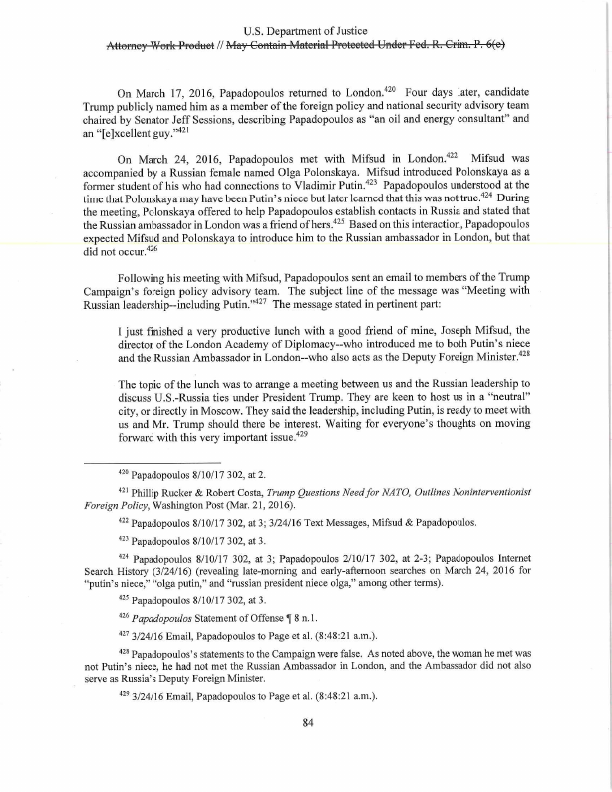 U.S. Department of Justice
Attorney Work Product // May Contain Material Protected Under Fed. R. Crim. P. 6(e)
On March 17, 2016, Papadopoulos returned to London.420 Four days later, candidate
Trump publicly named him as a member of the foreign policy and national security advisory team
chaired by Senator Jeff Sessions, describing Papadopoulos as “an oil and energy consultant” and
an “[e]xcellent guy.”421
On March 24, 2016, Papadopoulos met with Mifsud in London.422 Mifsud was
accompanied by a Russian female named Olga Polonskaya. Mifsud introduced Polonskaya as a
former student of his who had connections to Vladimir Putin.423 Papadopoulos understood at the
time that Polonskaya may have been Putin’s niece but later learned that this was not true.424 During
the meeting, Polonskaya offered to help Papadopoulos establish contacts in Russia and stated that
the Russian ambassador in London was a friend of hers.425 Based on this interaction, Papadopoulos
expected Mifsud and Polonskaya to introduce him to the Russian ambassador in London, but that
did not occur.426
Following his meeting with Mifsud, Papadopoulos sent an email to members of the Trump
Campaign’s foreign policy advisory team. The subject line of the message was “Meeting with
Russian leadership--including Putin.”427 The message stated in pertinent part:
I just finished a very productive lunch with a good friend of mine, Joseph Mifsud, the
director of the London Academy of Diplomacy--who introduced me to both Putin’s niece
and the Russian Ambassador in London--who also acts as the Deputy Foreign Minister.428
The topic of the lunch was to arrange a meeting between us and the Russian leadership to
discuss U.S.-Russia ties under President Trump. They are keen to host us in a “neutral”
city, or directly in Moscow. They said the leadership, including Putin, is ready to meet with
us and Mr. Trump should there be interest. Waiting for everyone’s thoughts on moving
forward with this very important issue.429
420 Papadopoulos 8/10/17 302, at 2.
421 Phillip Rucker & Robert Costa, Trump Questions Need for NATO, Outlines Noninterventionist
Foreign Policy, Washington Post (Mar. 21, 2016).
422 Papadopoulos 8/10/17 302, at 3; 3/24/16 Text Messages, Mifsud & Papadopoulos.
423 Papadopoulos 8/10/17 302, at 3.
424 Papadopoulos 8/10/17 302, at 3; Papadopoulos 2/10/17 302, at 2-3; Papadopoulos Internet
Search History (3/24/16) (revealing late-morning and early-afternoon searches on March 24, 2016 for
“putin’s niece,” “olga putin,” and “russian president niece olga,” among other terms).
425 Papadopoulos 8/10/17 302, at 3.
426 Papadopoulos Statement of Offense ¶ 8 n.1.
427 3/24/16 Email, Papadopoulos to Page et al. (8:48:21 a.m.).
428 Papadopoulos’s statements to the Campaign were false. As noted above, the woman he met was
not Putin’s niece, he had not met the Russian Ambassador in London, and the Ambassador did not also
serve as Russia’s Deputy Foreign Minister.
429 3/24/16 Email, Papadopoulos to Page et al. (8:48:21 a.m.).
84